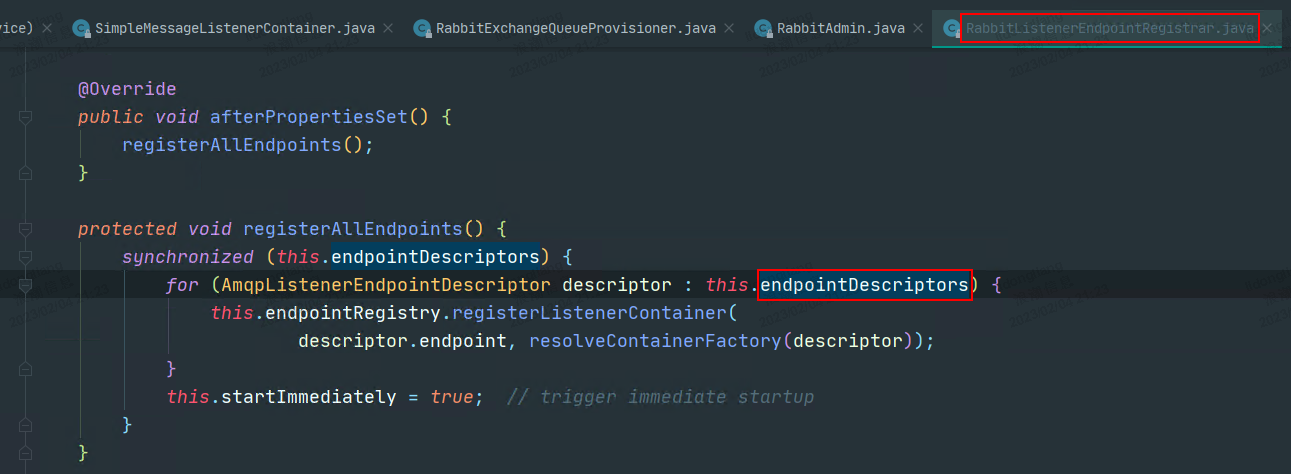 vice)
SimpleMessageListenerContainer.java
RabbitExchangeQueueProvisioner.java
RabbitAdmin.java
RabbitListenerEndpointRegistrar.java
@Override
public void afterPropertiesSet() {
registerAllEndpoints();
}
protected void registerAllEndpoints() {
synchronized (this.endpointDescriptors) {
for (AmqpListenerEndpointDescriptor descriptor : this.endpointDescriptors) {
this.endpointRegistry.registerListenerContainer(
descriptor.endpoint, resolveContainerFactory(descriptor));
}
this.startImmediately = true;  // trigger immediate startup
}
}